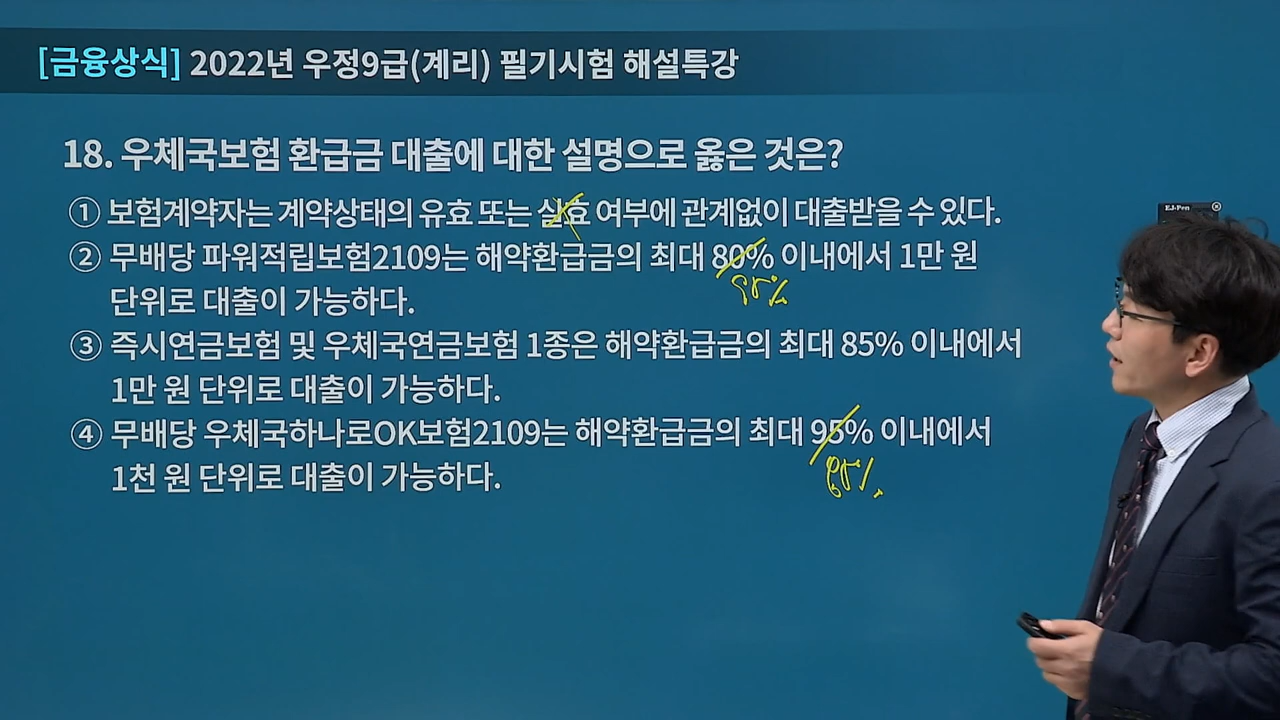 [금융상식] 2022년 우정9급(계리) 필기시험 해설특강
18. 우체국보험 환급금 대출에 대한 설명으로 옳은 것은?
① 보험계약자는 계약상태의 유효 또는 실효 여부에 관계없이 대출받을 수 있다.
② 무배당 파워적립보험2109는 해약환급금의 최대 80% 이내에서 1만 원
단위로 대출이 가능하다.
③ 즉시연금보험 및 우체국연금보험 1종은 해약환급금의 최대 85% 이내에서
1만 원 단위로 대출이 가능하다.
④ 무배당 우체국하나로OK보험2109는 해약환급금의 최대 95% 이내에서
1천 원 단위로 대출이 가능하다.
EJ-Pen